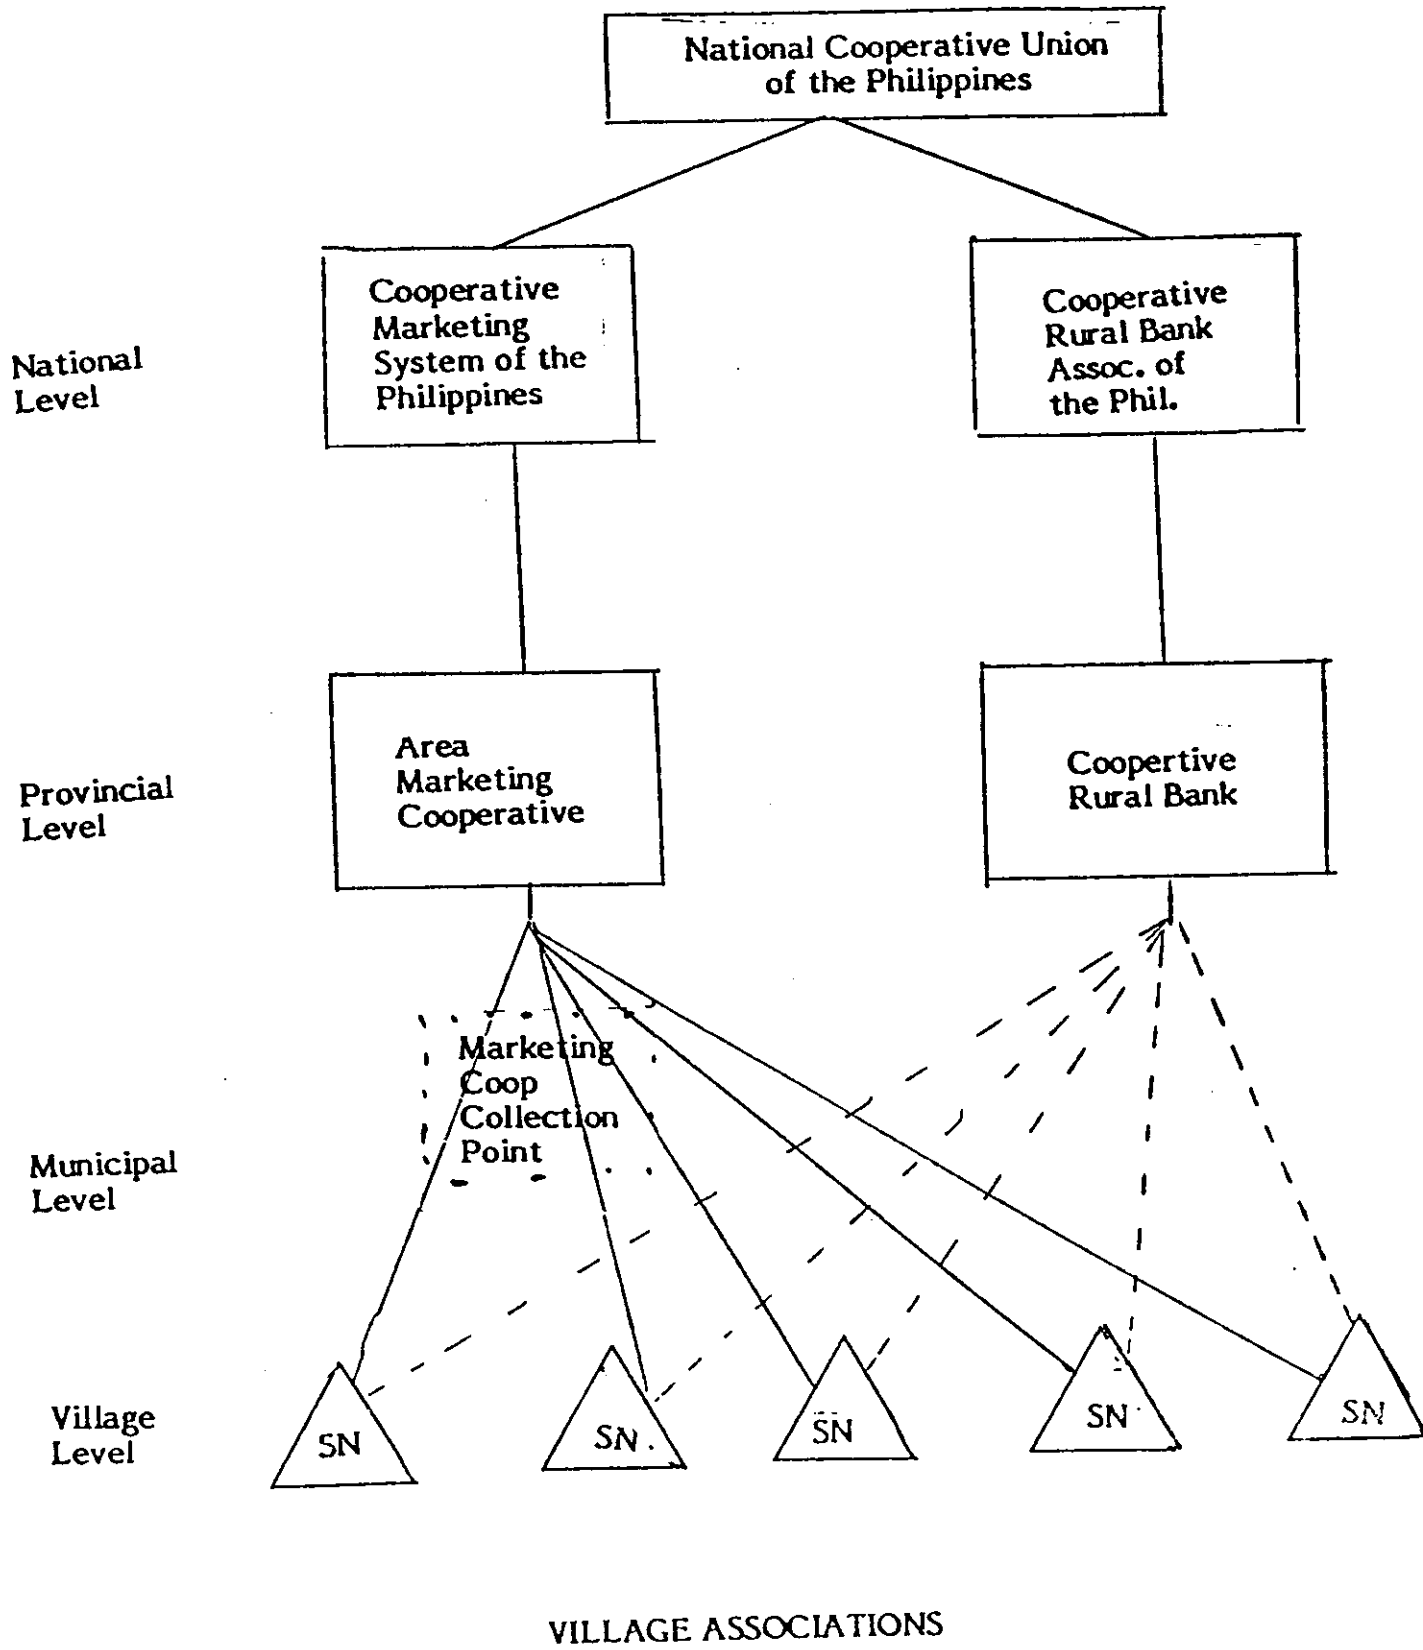 National Cooperative Union
of the Philippines
National
Level
Cooperative
Marketing
System of the
Philippines
Cooperative
Rural Bank
Assoc. of
the Phil.
Provincial
Level
Area
Marketing
Cooperative
Coopertive
Rural Bank
Municipal
Level
Marketing
Coop
Collection
Point
Village
Level
SN
SN
SN
SN
SN
VILLAGE ASSOCIATIONS